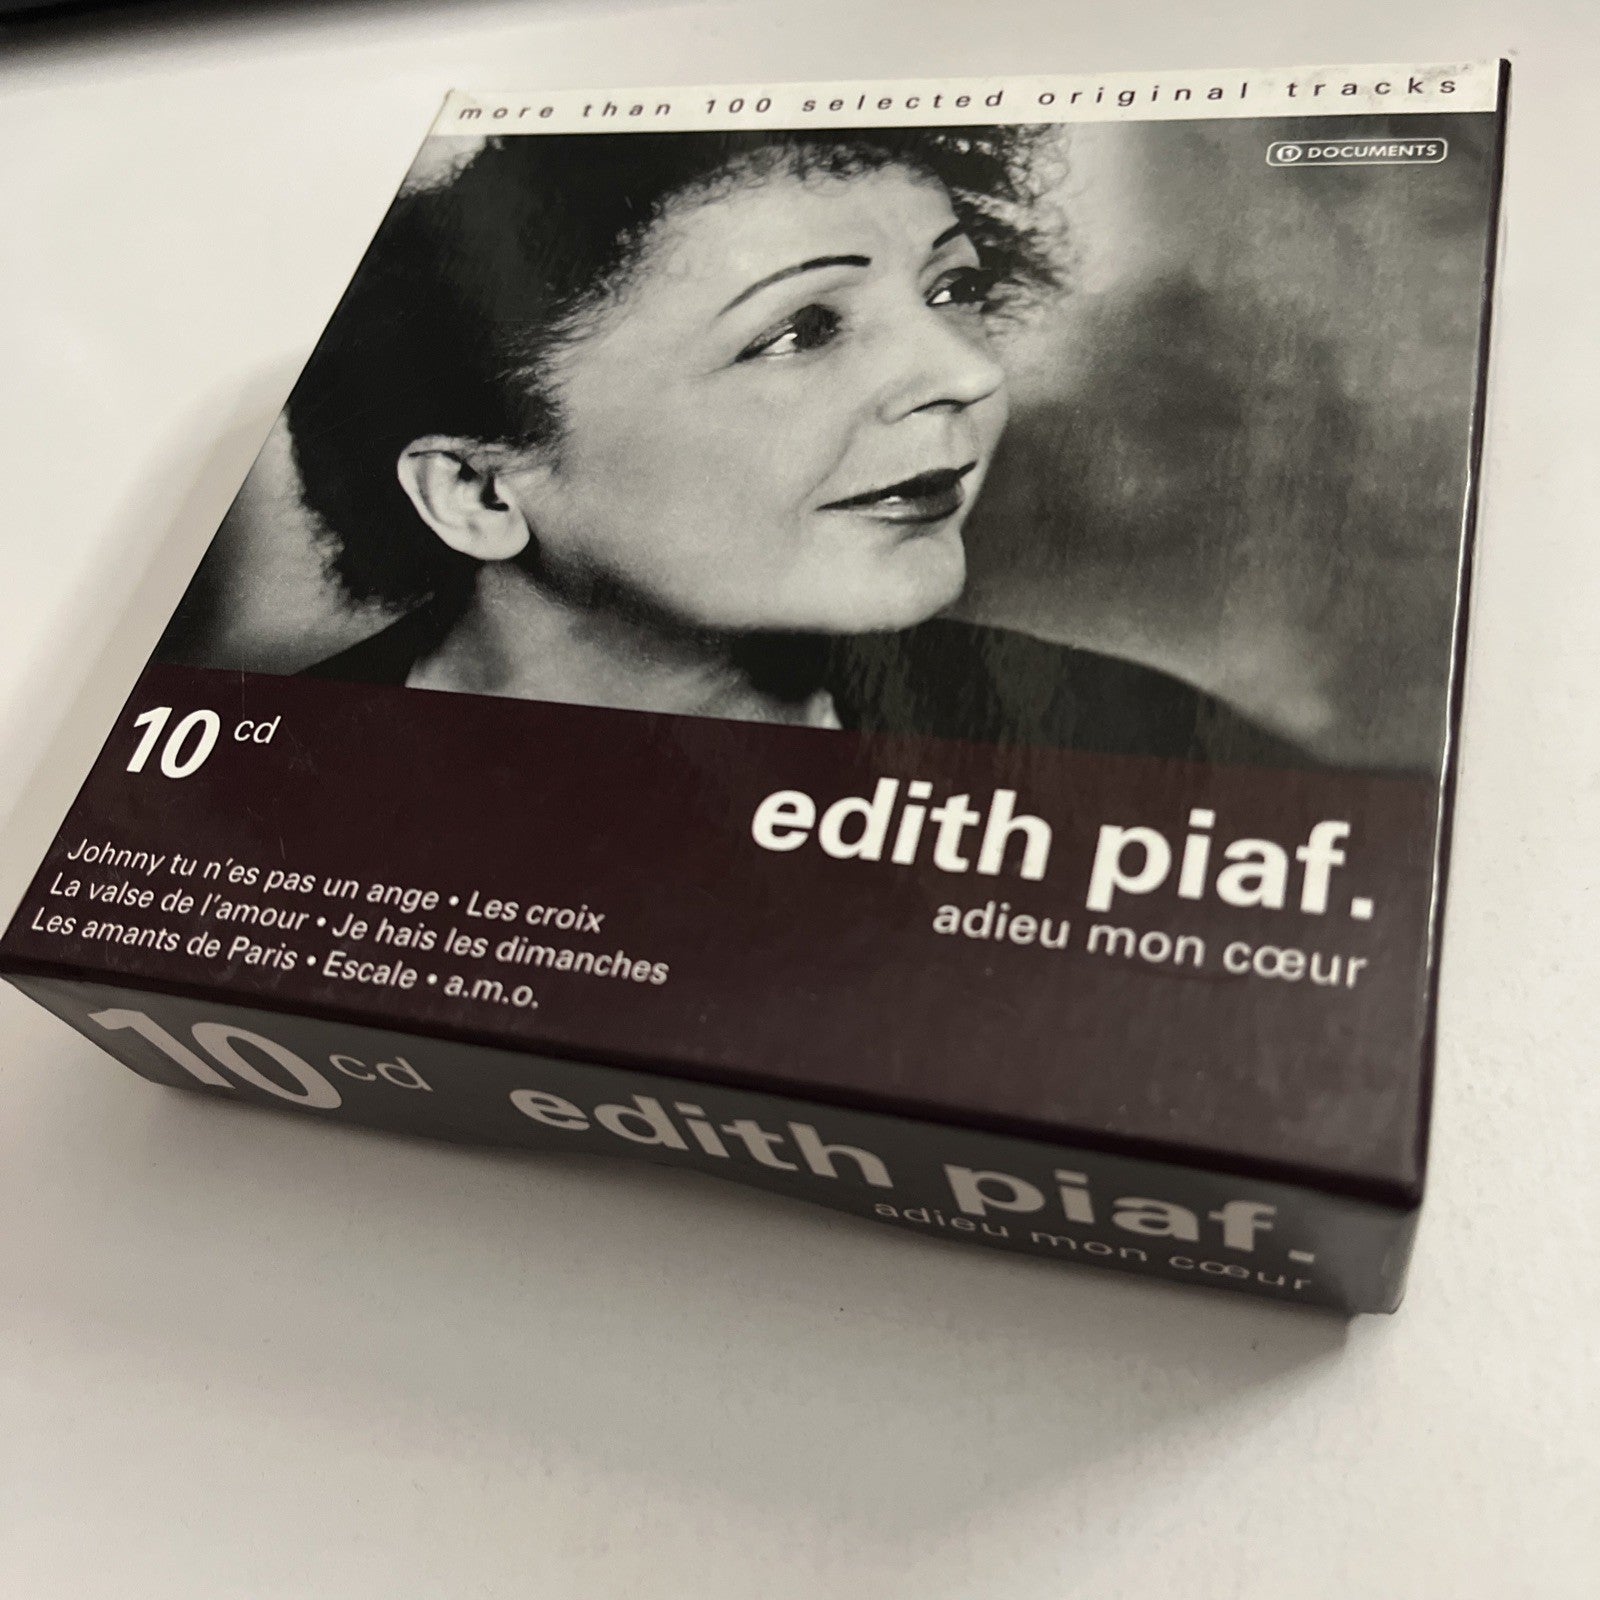 more than 100 selected original tracks
DOCUMENTS
10 cd
edith piaf.
adieu mon cœur
Johnny tu n'es pas un ange • Les croix
La valse de l'amour • Je hais les dimanches
Les amants de Paris • Escale • a.m.o.
10 cd edith piaf.
adieu mon cœur